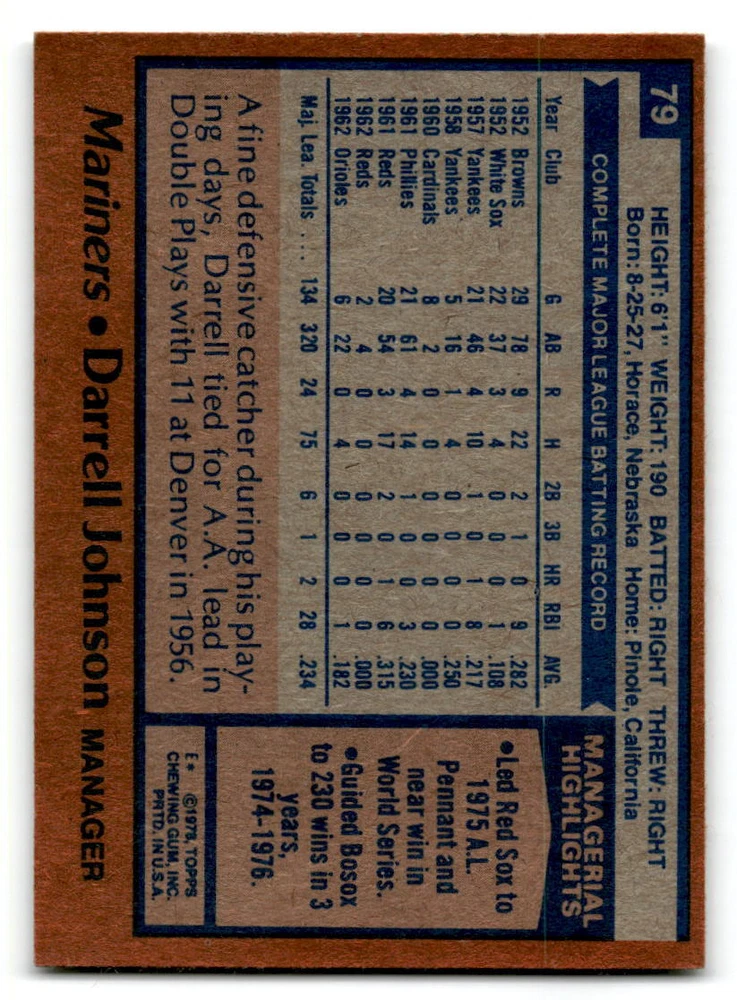 79
HEIGHT: 6'1" WEIGHT: 190 BATTED: RIGHT THREW: RIGHT
Born: 8-25-27, Horace, Nebraska Home: Pinole, California
COMPLETE MAJOR LEAGUE BATTING RECORD
Year Club G AB R H 2B 3B HR RBI AVG.
1952 Browns 29 78 9 22 2 1 0 9 .282
1952 White Sox 22 37 3 4 0 0 0 1 .108
1957 Yankees 21 46 4 10 1 0 1 8 .217
1958 Yankees 5 16 1 4 0 0 0 0 .250
1960 Cardinals 8 2 0 0 0 0 0 0 .000
1961 Phillies 21 61 4 14 1 0 0 3 .230
1961 Reds 20 54 3 17 2 0 1 6 .315
1962 Reds 2 4 0 0 0 0 0 0 .000
1962 Orioles 6 22 0 4 0 0 0 1 .182
Maj. Lea. Totals .... 134 320 24 75 6 1 2 28 .234
A fine defensive catcher during his play-
ing days, Darrell tied for A.A. lead in
Double Plays with 11 at Denver in 1956.
MANAGERIAL
HIGHLIGHTS
•Led Red Sox to
1975 A.L.
Pennant and
near win in
World Series.
•Guided Bosox
to 230 wins in 3
years,
1974-1976.
E* ©1978, TOPPS
CHEWING GUM, INC.
PRTD. IN U.S.A.
Mariners • Darrell Johnson MANAGER